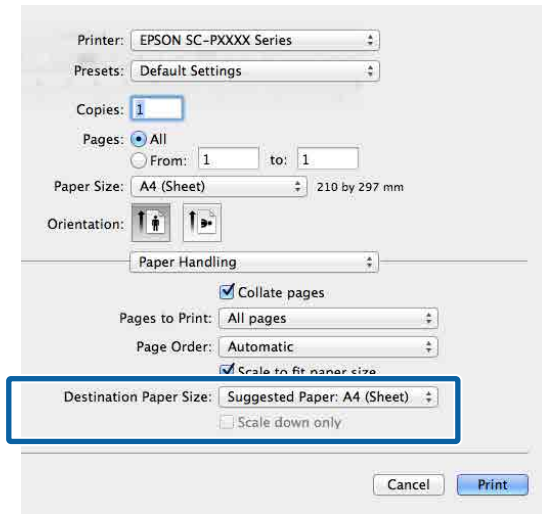 Printer: EPSON SC-PXXXX Series
Presets: Default Settings
Copies: 1
Pages: All
From: 1 to: 1
Paper Size: A4 (Sheet) 210 by 297 mm
Orientation:
Paper Handling
Collate pages
Pages to Print: All pages
Page Order: Automatic
Scale to fit paper size
Destination Paper Size: Suggested Paper: A4 (Sheet)
Scale down only
Cancel Print